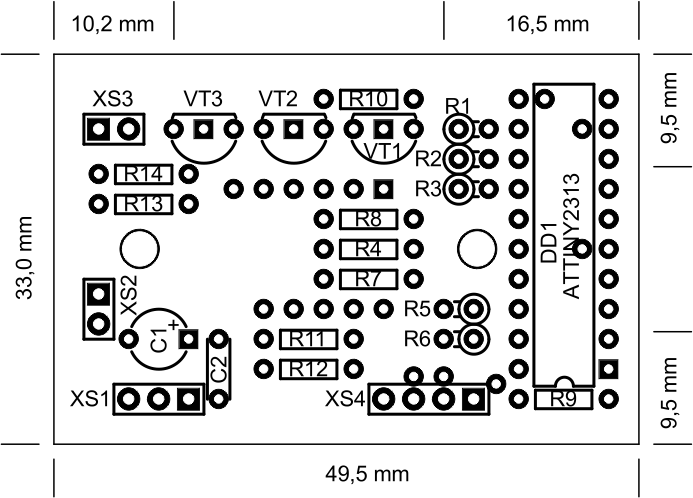 10,2 mm
16,5 mm
XS3
VT3
VT2
R10
R1
9,5 mm
VT1
R2
R14
R3
R13
R8
DD1
ATTINY2313
33,0 mm
R4
R7
XS2
R5
C1
+
R11
R6
C2
R12
9,5 mm
XS1
XS4
R9
49,5 mm